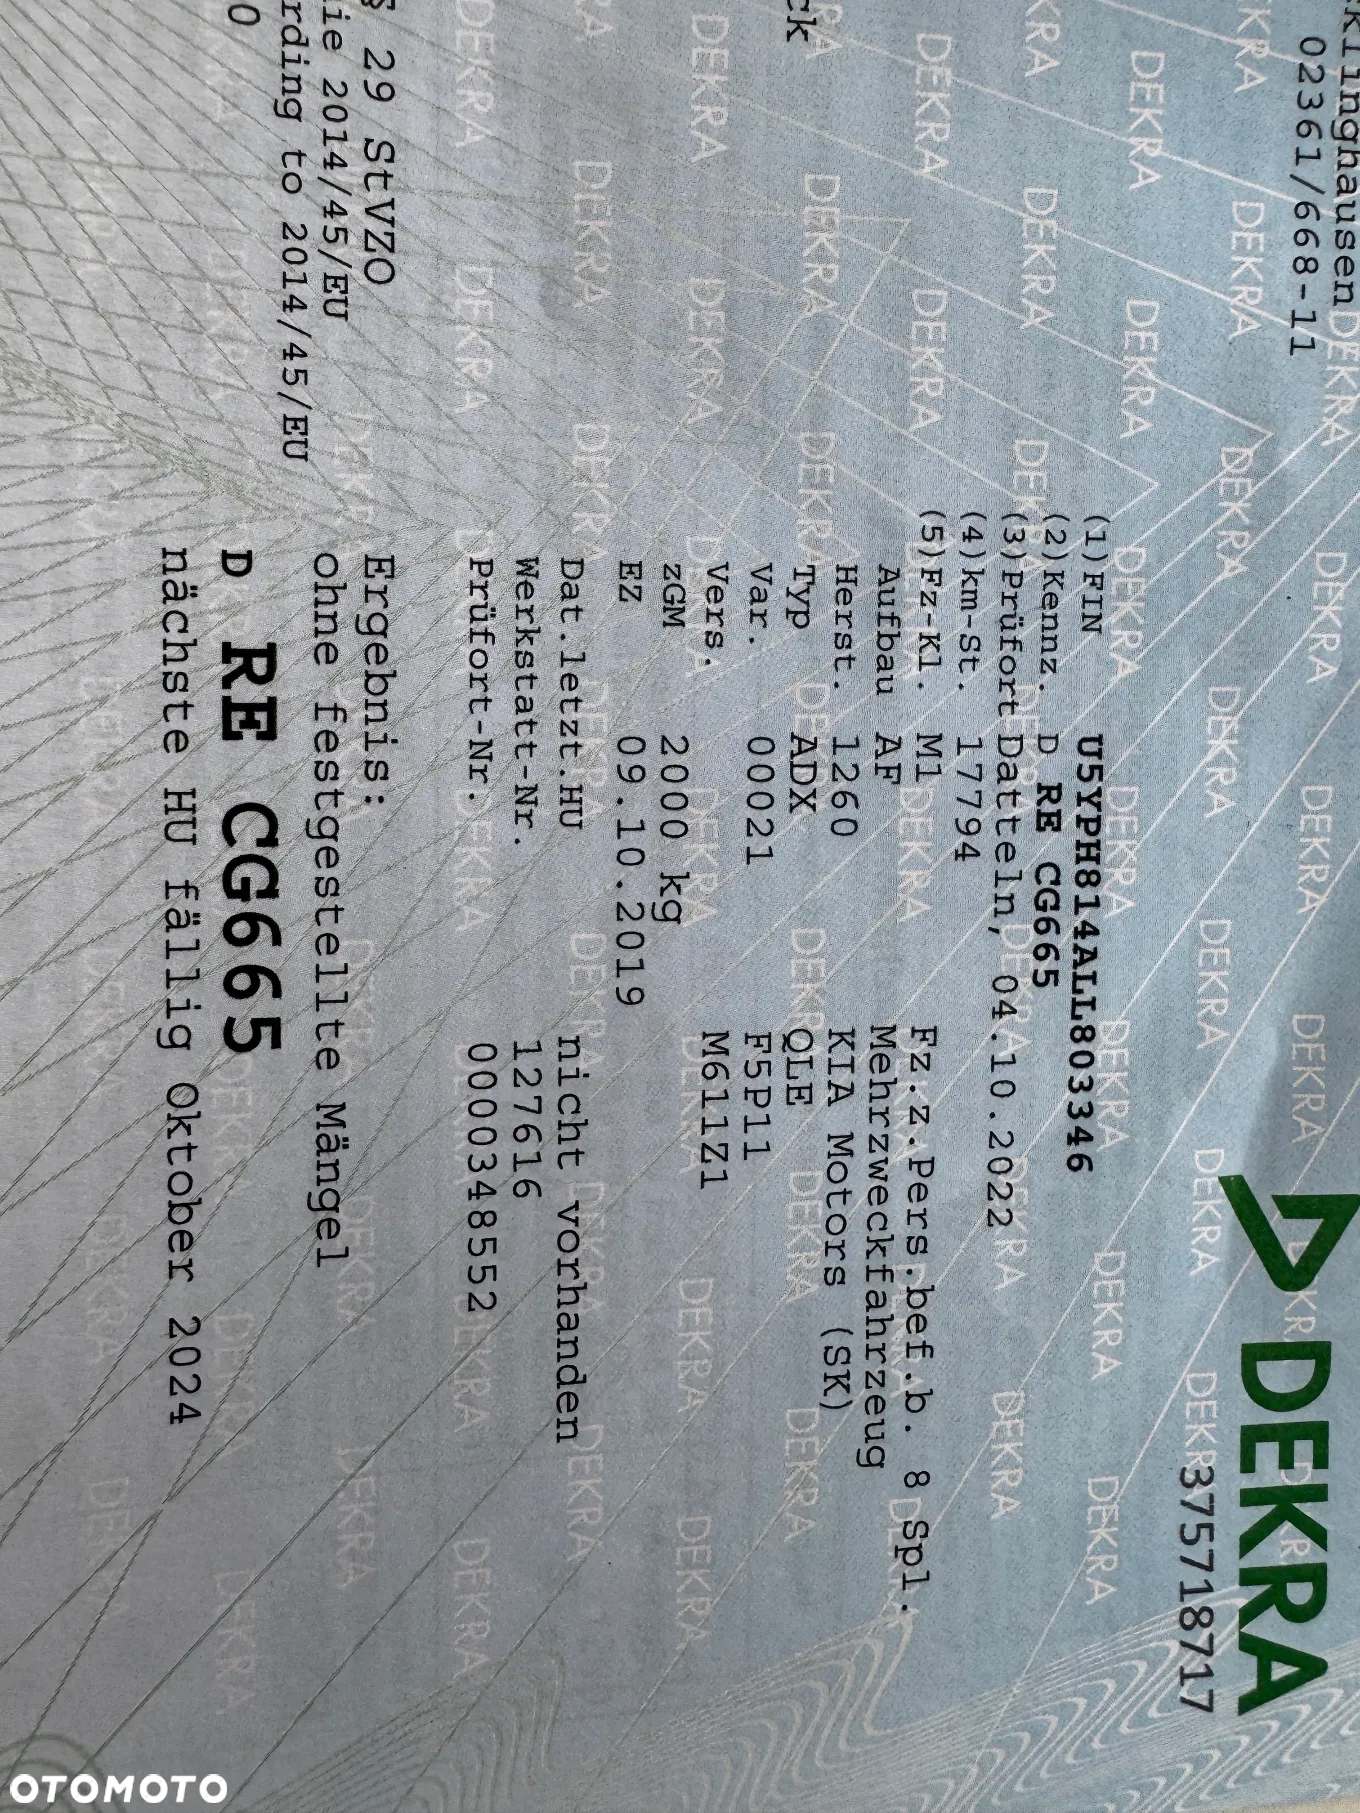 DEKRA
37571871 7
klinghausen
02361/668-11
(1)FIN U5YPH814ALL803346
(2)Kennz. D RE CG665
(3)Prüfort Datteln, 04.10.2022
(4)km-St. 17794
(5)Fz-Kl. M1 Fz.z.Pers.bef.b. 8 Spl.
Aufbau AF Mehrzweckfahrzeug
Herst. 1260 KIA Motors (SK)
Typ ADX QLE
Var. 00021 F5P11
Vers. M611Z1
zGM 2000 kg
EZ 09.10.2019
Dat.letzt.HU nicht vorhanden
Werkstatt-Nr. 127616
Prüfort-Nr. 0000348552
ck
§ 29 StVZO
ie 2014/45/EU
rding to 2014/45/EU
0
Ergebnis:
ohne festgestellte Mängel
D RE CG665
nächste HU fällig Oktober 2024
OTOMOTO